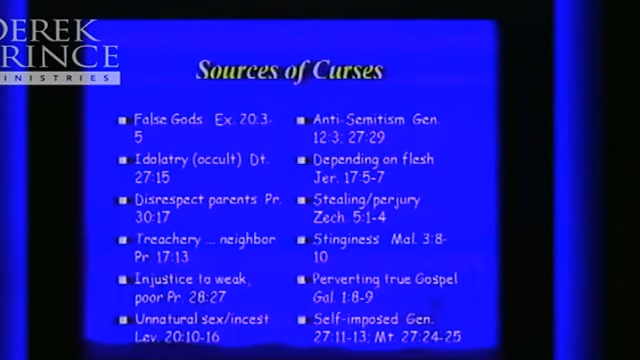 DEREK
PRINCE
MINISTRIES
Sources of Curses
False Gods Ex. 20:3-
5
Idolatry (occult) Dt.
27:15
Disrespect parents Pr.
30:17
Treachery ... neighbor
Pr. 17:13
Injustice to weak,
poor Pr. 28:27
Unnatural sex/incest
Lev. 20:10-16
Anti-Semitism Gen.
12:3; 27:29
Depending on flesh
Jer. 17:5-7
Stealing/perjury
Zech. 5:1-4
Stinginess Mal. 3:8-
10
Perverting true Gospel
Gal. 1:8-9
Self-imposed Gen.
27:11-13; Mt. 27:24-25